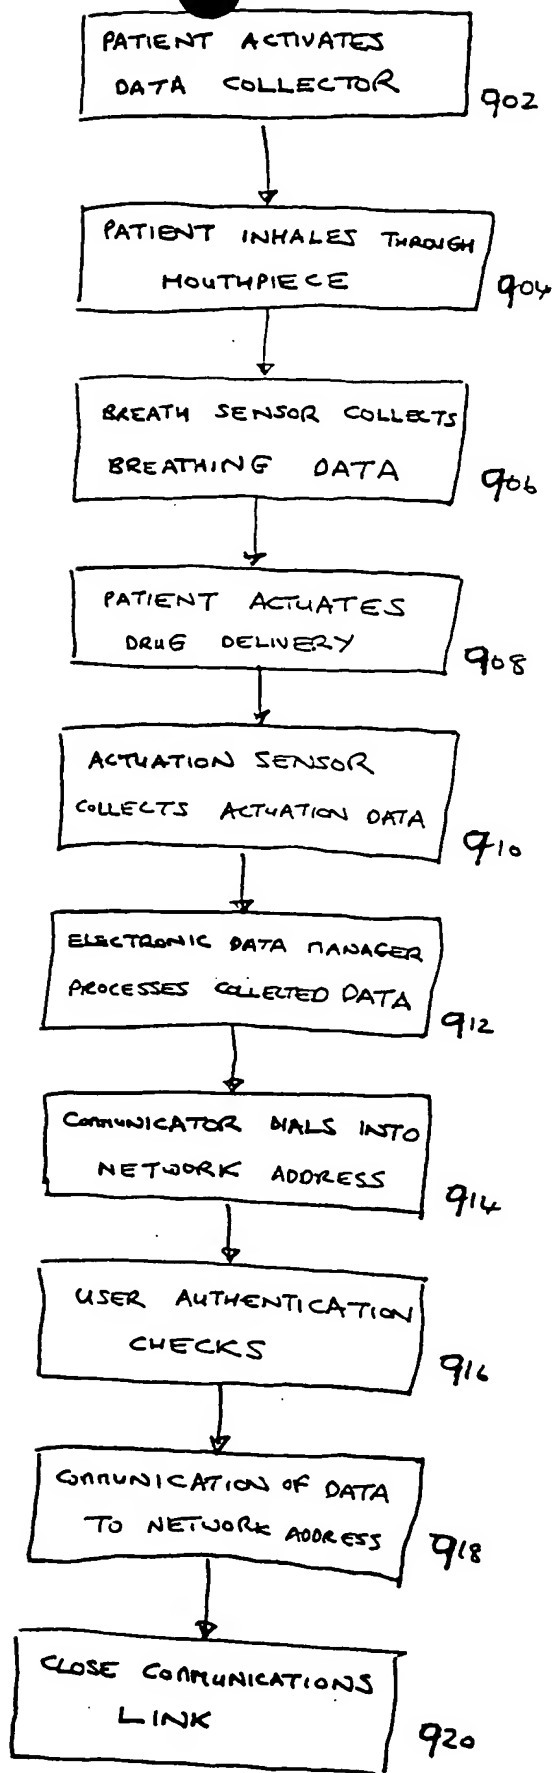 PATIENT ACTIVATES
DATA COLLECTOR
902
PATIENT INHALES THROUGH
MOUTHPIECE
904
BREATH SENSOR COLLECTS
BREATHING DATA
906
PATIENT ACTUATES
DRUG DELIVERY
908
ACTUATION SENSOR
COLLECTS ACTUATION DATA
910
ELECTRONIC DATA MANAGER
PROCESSES COLLECTED DATA
912
COMMUNICATOR DIALS INTO
NETWORK ADDRESS
914
USER AUTHENTICATION
CHECKS
916
COMMUNICATION OF DATA
TO NETWORK ADDRESS
918
CLOSE COMMUNICATIONS
LINK
920